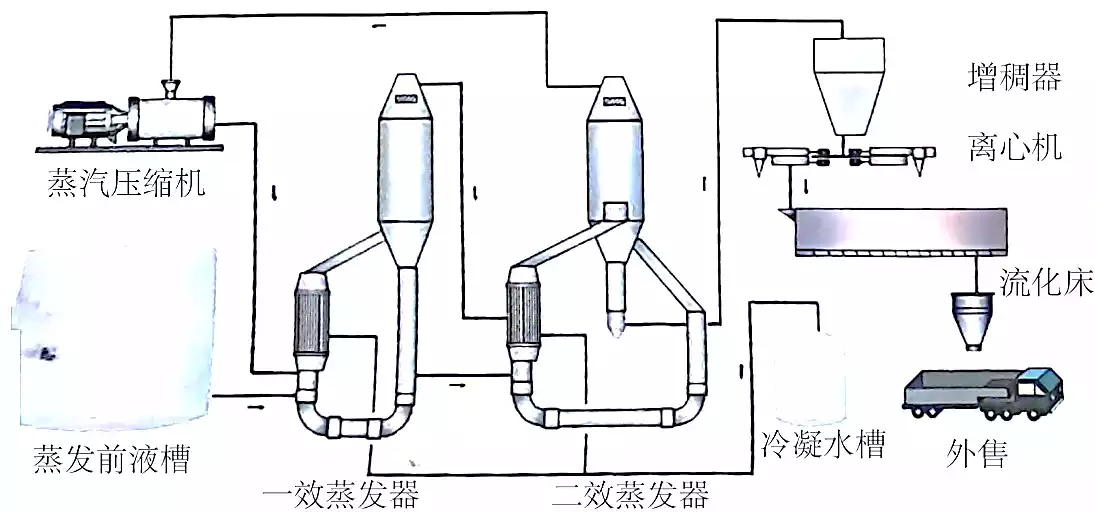 增稠器
离心机
蒸汽压缩机
流化床
蒸发前液槽
冷凝水槽
外售
一效蒸发器
二效蒸发器